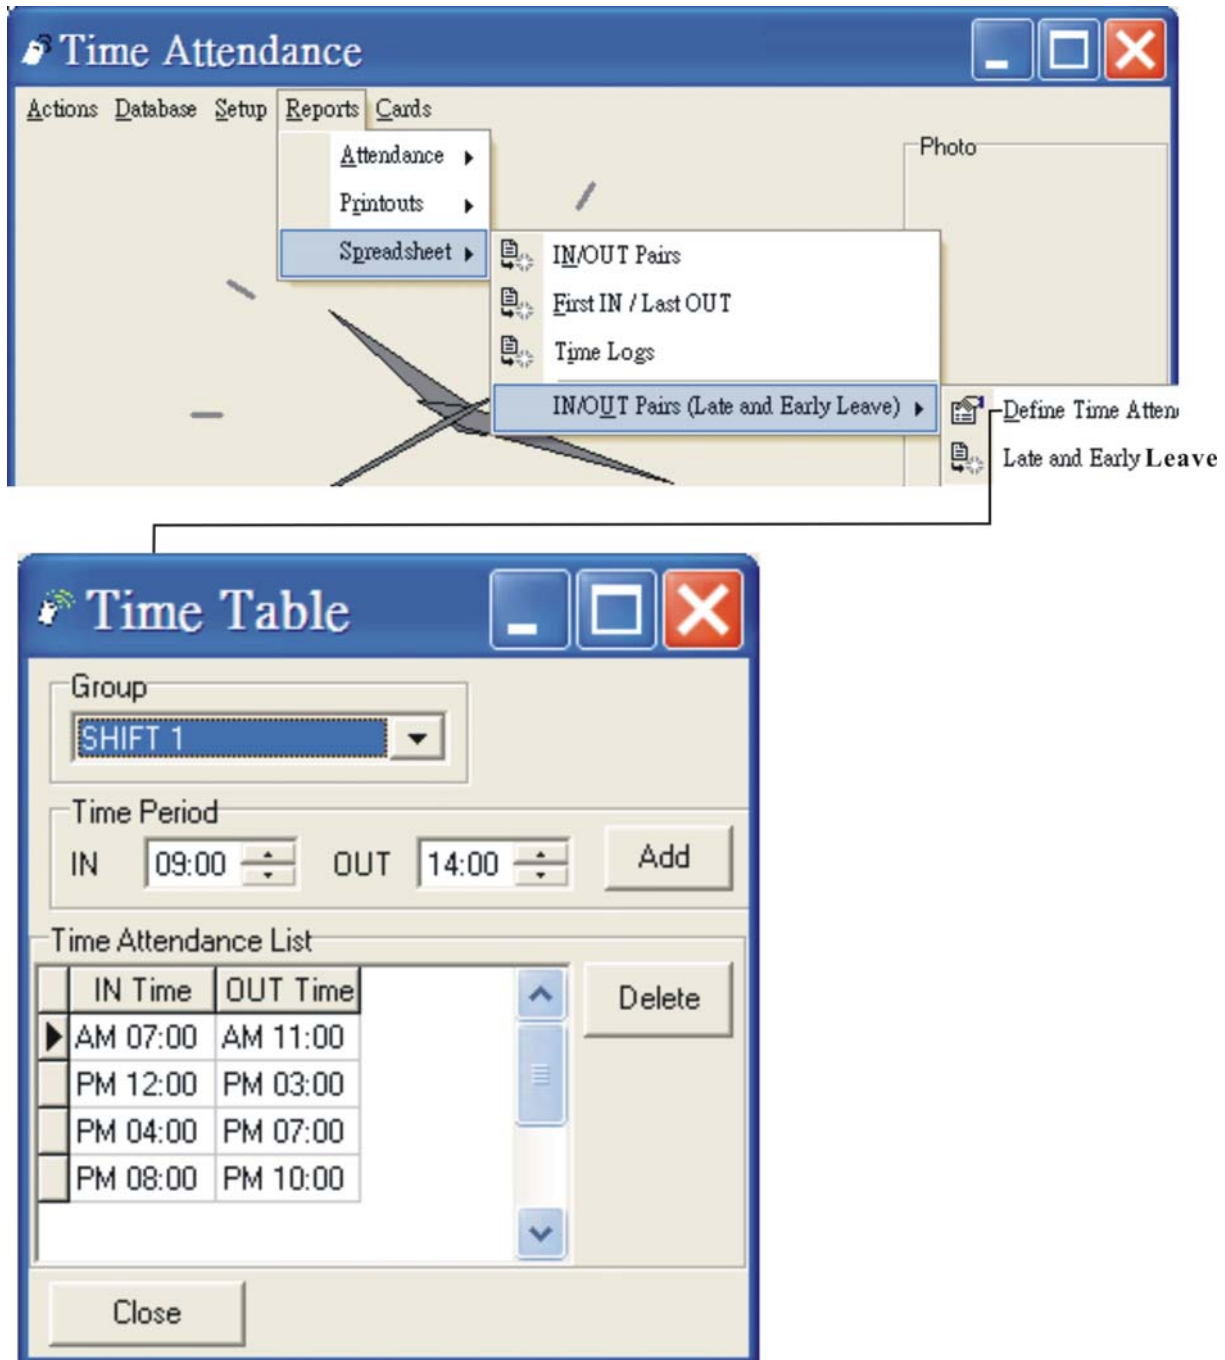 Time Attendance
Actions Database Setup Reports Cards
Attendance
Photo
Printouts
Spreadsheet
IN/OUT Pairs
First IN / Last OUT
Time Logs
IN/OUT Pairs (Late and Early Leave)
Define Time Atten
Late and Early Leave
Time Table
Group
SHIFT 1
Time Period
IN 09:00 OUT 14:00 Add
Time Attendance List
IN Time OUT Time
Delete
AM 07:00 AM 11:00
PM 12:00 PM 03:00
PM 04:00 PM 07:00
PM 08:00 PM 10:00
Close